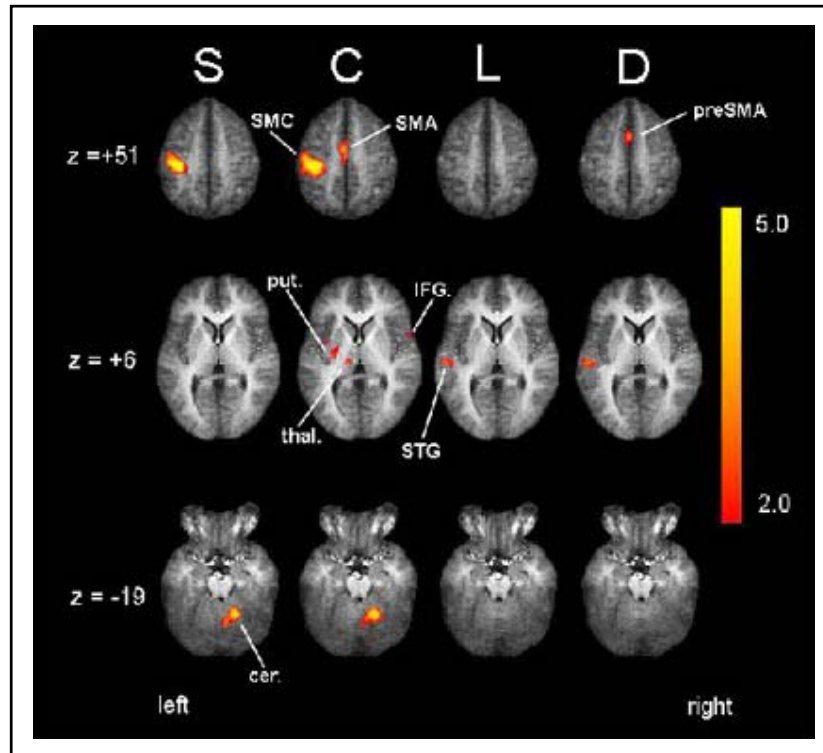 S C L D
SMC SMA preSMA
z =+51
5.0
put. IFG.
z = +6
thal. STG
2.0
z = -19
cer.
left right